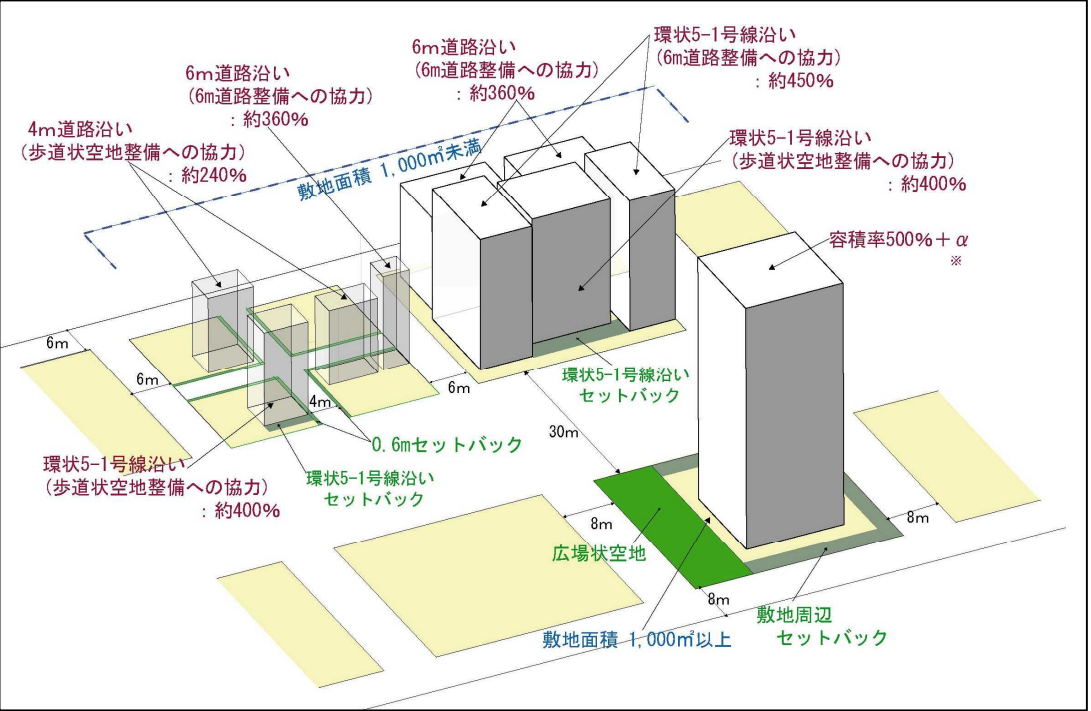 6m道路沿い
(6m道路整備への協力)
:約360%
環状5-1号線沿い
(6m道路整備への協力)
:約450%
6m道路沿い
(6m道路整備への協力)
:約360%
4m道路沿い
(歩道状空地整備への協力)
:約240%
敷地面積 1,000㎡未満
環状5-1号線沿い
(歩道状空地整備への協力)
:約400%
容積率500%+α
※
6m
6m
6m
4m
環状5-1号線沿い
セットバック
30m
0.6mセットバック
環状5-1号線沿い
(歩道状空地整備への協力)
:約400%
環状5-1号線沿い
セットバック
8m
8m
広場状空地
8m
敷地面積 1,000㎡以上
敷地周辺
セットバック